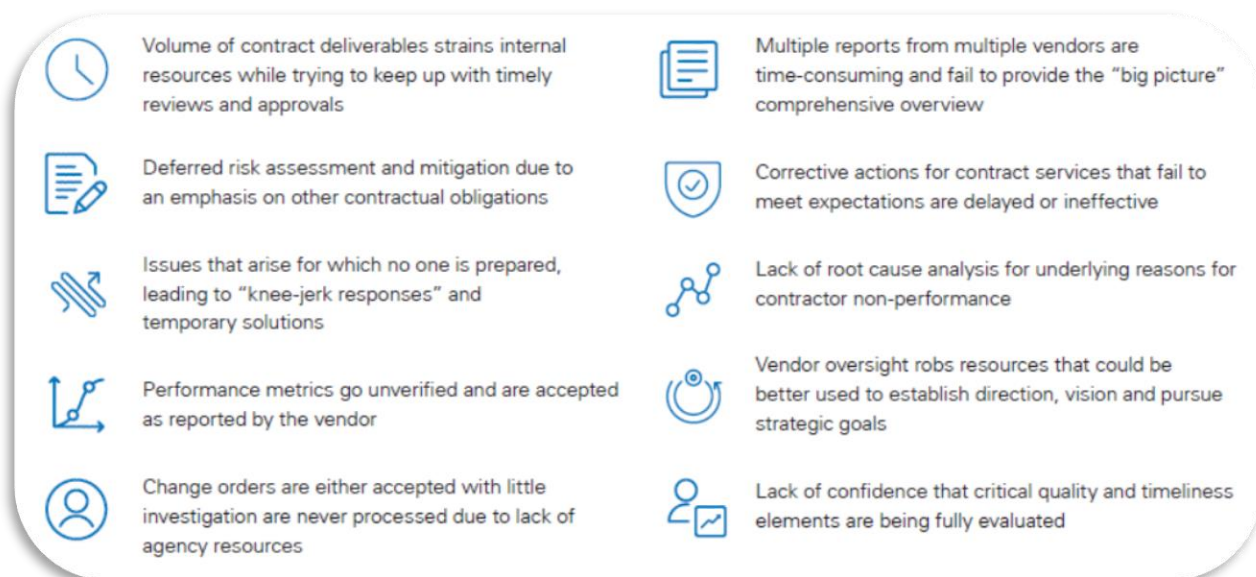 Volume of contract deliverables strains internal
resources while trying to keep up with timely
reviews and approvals
Deferred risk assessment and mitigation due to
an emphasis on other contractual obligations
Issues that arise for which no one is prepared,
leading to “knee-jerk responses” and
temporary solutions
Performance metrics go unverified and are accepted
as reported by the vendor
Change orders are either accepted with little
investigation are never processed due to lack of
agency resources
Multiple reports from multiple vendors are
time-consuming and fail to provide the “big picture”
comprehensive overview
Corrective actions for contract services that fail to
meet expectations are delayed or ineffective
Lack of root cause analysis for underlying reasons for
contractor non-performance
Vendor oversight robs resources that could be
better used to establish direction, vision and pursue
strategic goals
Lack of confidence that critical quality and timeliness
elements are being fully evaluated